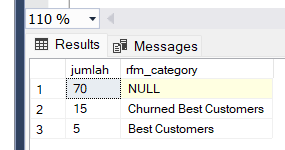 110 %
Results Messages
jumlah rfm_category
1 70 NULL
2 15 Churned Best Customers
3 5 Best Customers